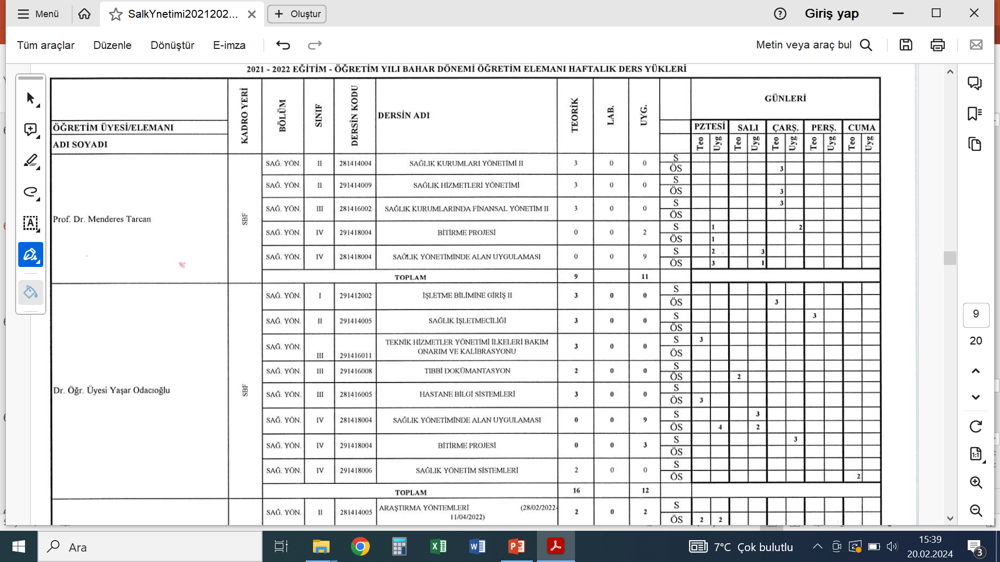 Menü
SalkYnetimi2021202...
Oluştur
Giriş yap
Tüm araçlar
Düzenle
Dönüştür
E-imza
Metin veya araç bul
2021 - 2022 EĞİTİM - ÖĞRETİM YILI BAHAR DÖNEMİ ÖĞRETİM ELEMANI HAFTALIK DERS YÜKLERİ
ÖĞRETİM ÜYESİ/ELEMANI
ADI SOYADI
KADRO YERİ
BÖLÜM
SINIF
DERSİN KODU
DERSİN ADI
TEORİK
LAB.
UYG.
GÜNLERİ
PZTESİ SALI ÇARŞ. PERŞ. CUMA
Teo Uyg Teo Uyg Teo Uyg Teo Uyg Teo Uyg
Prof. Dr. Menderes Tarcan
SBF
SAĞ. YÖN. II 281414004 SAĞLIK KURUMLARI YÖNETİMİ II 3 0 0 S
ÖS 3
SAĞ. YÖN. II 291414009 SAĞLIK HİZMETLERİ YÖNETİMİ 3 0 0 S
ÖS 3
SAĞ. YÖN. III 281416002 SAĞLIK KURUMLARINDA FİNANSAL YÖNETİM II 3 0 0 S 3
ÖS
SAĞ. YÖN. IV 291418004 BİTİRME PROJESİ 0 0 2 S 1 2
ÖS 1
SAĞ. YÖN. IV 281418004 SAĞLIK YÖNETİMİNDE ALAN UYGULAMASI 0 0 9 S 2 3
ÖS 3 1
TOPLAM 9 11
Dr. Öğr. Üyesi Yaşar Odacıoğlu
SBF
SAĞ. YÖN. I 291412002 İŞLETME BİLİMİNE GİRİŞ II 3 0 0 S
ÖS 3
SAĞ. YÖN. II 291414005 SAĞLIK İŞLETMECİLİĞİ 3 0 0 S 3
ÖS
SAĞ. YÖN. III 291416011 TEKNİK HİZMETLER YÖNETİMİ İLKELERİ BAKIM 3 0 0 S 3
ONARIM VE KALİBRASYONU ÖS
SAĞ. YÖN. III 291416008 TIBBİ DOKÜMANTASYON 2 0 0 S
ÖS 2
SAĞ. YÖN. III 281416005 HASTANE BİLGİ SİSTEMLERİ 3 0 0 S
ÖS 3
SAĞ. YÖN. IV 281418004 SAĞLIK YÖNETİMİNDE ALAN UYGULAMASI 0 0 9 S 3
ÖS 4 2
SAĞ. YÖN. IV 291418004 BİTİRME PROJESİ 0 0 3 S 3
ÖS
SAĞ. YÖN. IV 291418006 SAĞLIK YÖNETİM SİSTEMLERİ 2 0 0 S
ÖS 2
TOPLAM 16 12
SAĞ. YÖN. II 281414005 ARAŞTIRMA YÖNTEMLERİ (28/02/2022- 2 0 2 S
11/04/2022) ÖS 2 2
9
20
1:1
Ara
7°C Çok bulutlu
15:39
20.02.2024
3